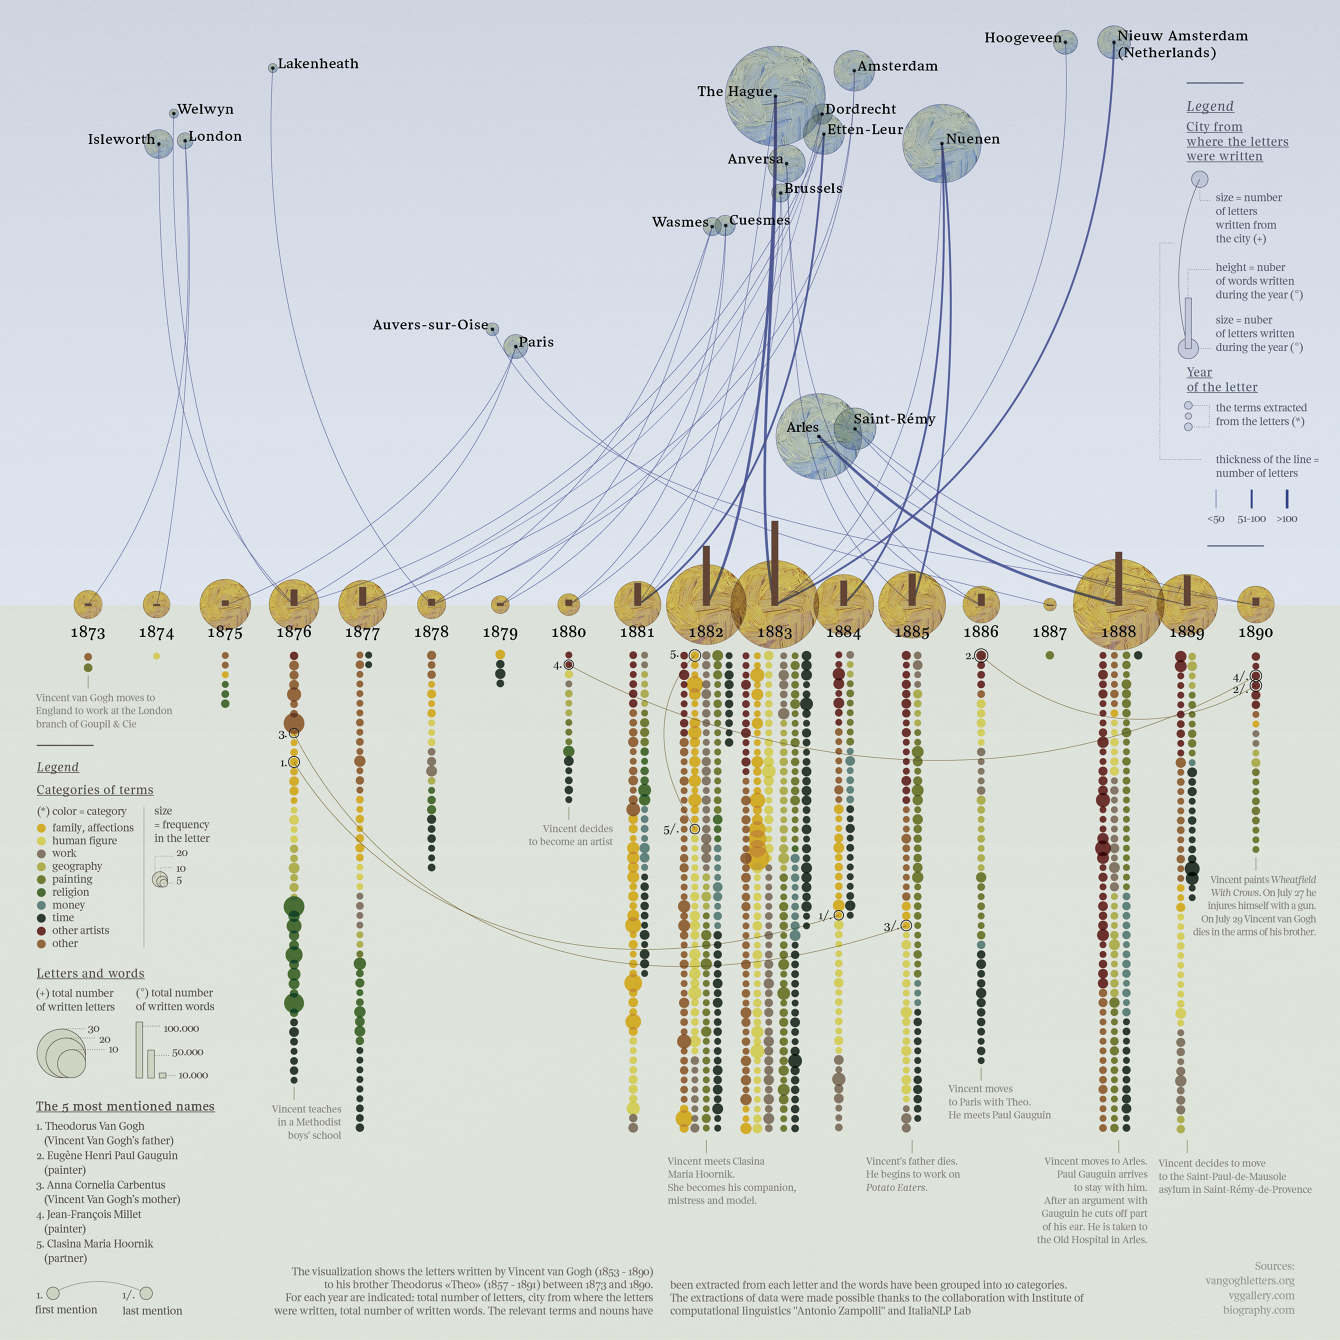 Hoogeveen
Nieuw Amsterdam
(Netherlands)
Lakenheath
Amsterdam
The Hague
Welwyn
Dordrecht
Etten-Leur
Isleworth
London
Nuenen
Anversa
Brussels
Wasmes
Cuesmes
Auvers-sur-Oise
Paris
Saint-Rémy
Arles
Legend
City from
where the letters
were written
size = number
of letters
written from
the city (+)
height = nuber
of words written
during the year (°)
size = nuber
of letters written
during the year (°)
Year
of the letter
the terms extracted
from the letters (*)
thickness of the line =
number of letters
<50
51-100
>100
1873
1874
1875
1876
1877
1878
1879
1880
1881
1882
1883
1884
1885
1886
1887
1888
1889
1890
5.
2.
4.
4/.
2/.
3.
1.
5/.
1/.
3/.
Vincent van Gogh moves to
England to work at the London
branch of Goupil & Cie
Legend
Categories of terms
(*) color = category
family, affections
human figure
work
geography
painting
religion
money
time
other artists
other
size
= frequency
in the letter
20
10
5
Letters and words
(+) total number
of written letters
30
20
10
(°) total number
of written words
100.000
50.000
10.000
The 5 most mentioned names
1. Theodorus Van Gogh
(Vincent Van Gogh's father)
2. Eugène Henri Paul Gauguin
(painter)
3. Anna Cornelia Carbentus
(Vincent Van Gogh's mother)
4. Jean-François Millet
(painter)
5. Clasina Maria Hoornik
(partner)
1.
first mention
1/.
last mention
Vincent teaches
in a Methodist
boys' school
Vincent decides
to become an artist
Vincent meets Clasina
Maria Hoornik.
She becomes his companion,
mistress and model.
Vincent's father dies.
He begins to work on
Potato Eaters.
Vincent moves
to Paris with Theo.
He meets Paul Gauguin
Vincent moves to Arles.
Paul Gauguin arrives
to stay with him.
After an argument with
Gauguin he cuts off part
of his ear. He is taken to
the Old Hospital in Arles.
Vincent decides to move
to the Saint-Paul-de-Mausole
asylum in Saint-Rémy-de-Provence
Vincent paints Wheatfield
With Crows. On July 27 he
injures himself with a gun.
On July 29 Vincent van Gogh
dies in the arms of his brother.
The visualization shows the letters written by Vincent van Gogh (1853 - 1890)
to his brother Theodorus «Theo» (1857 - 1891) between 1873 and 1890.
For each year are indicated: total number of letters, city from where the letters
were written, total number of written words. The relevant terms and nouns have
been extracted from each letter and the words have been grouped into 10 categories.
The extractions of data were made possible thanks to the collaboration with Institute of
computational linguistics "Antonio Zampolli" and ItaliaNLP Lab
Sources:
vangoghletters.org
vggallery.com
biography.com